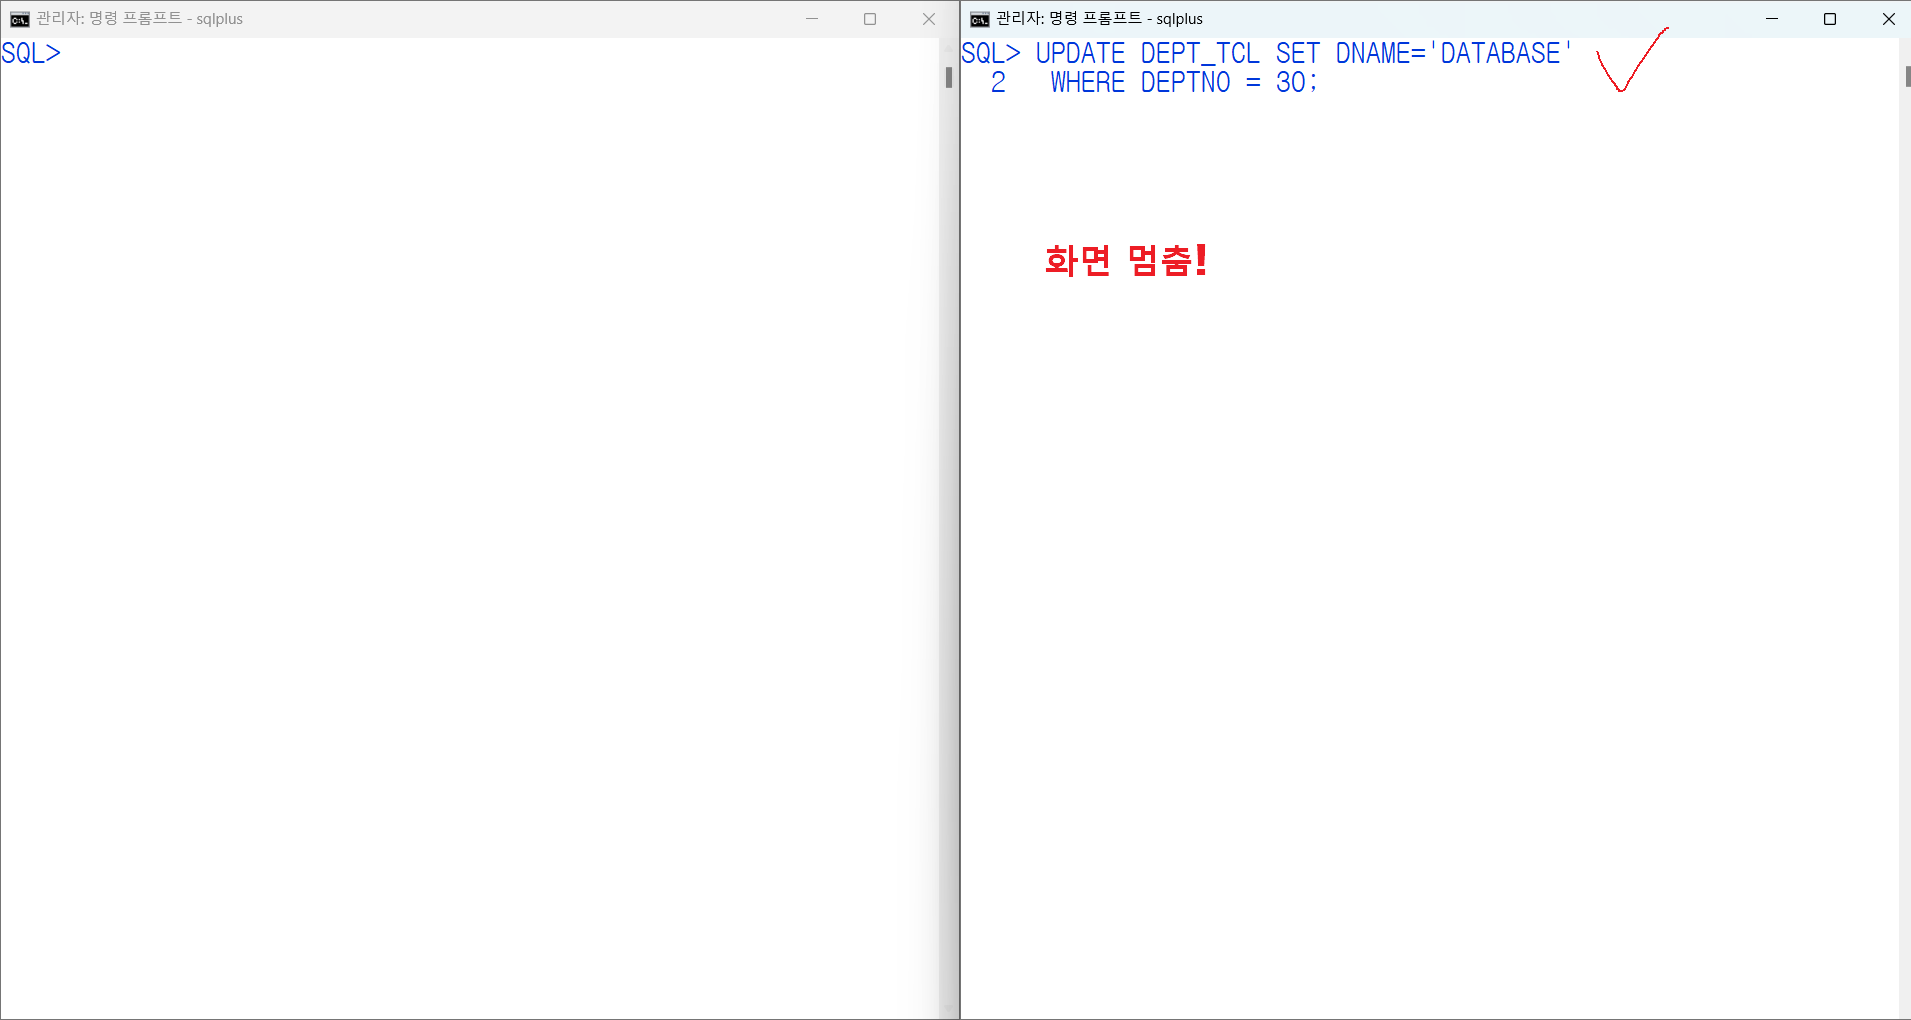 관리자: 명령 프롬프트 - sqlplus
SQL>
관리자: 명령 프롬프트 - sqlplus
SQL> UPDATE DEPT_TCL SET DNAME='DATABASE'
2 WHERE DEPTNO = 30;
화면 멈춤!